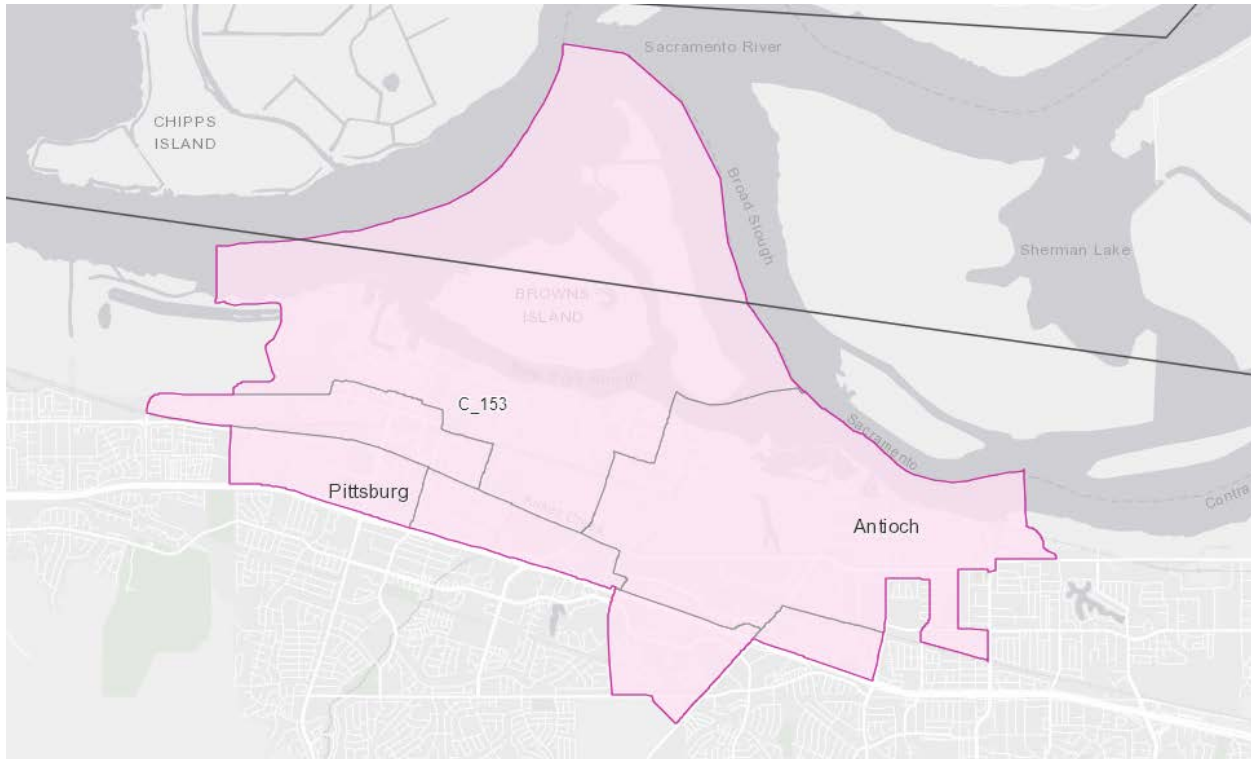 Sacramento River
CHIPPS
ISLAND
Broad Slough
Sherman Lake
BROWNS
ISLAND
C_153
Sacramento
Pittsburg
Antioch
Contra